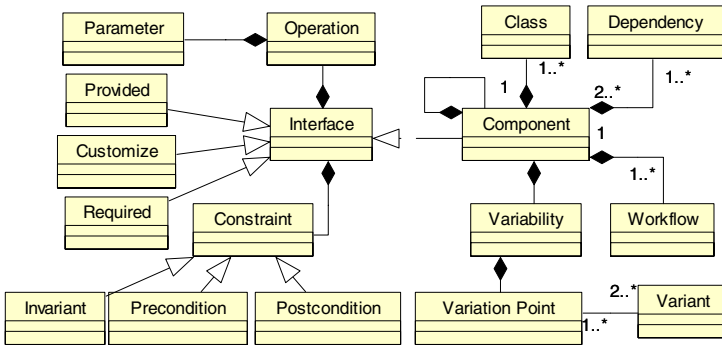 Parameter
Operation
Class
Dependency
1
1..*
2..*
1..*
Provided
Interface
Component
1
Customize
1..*
Required
Constraint
Variability
Workflow
Invariant
Precondition
Postcondition
Variation Point
2..*
1..*
Variant